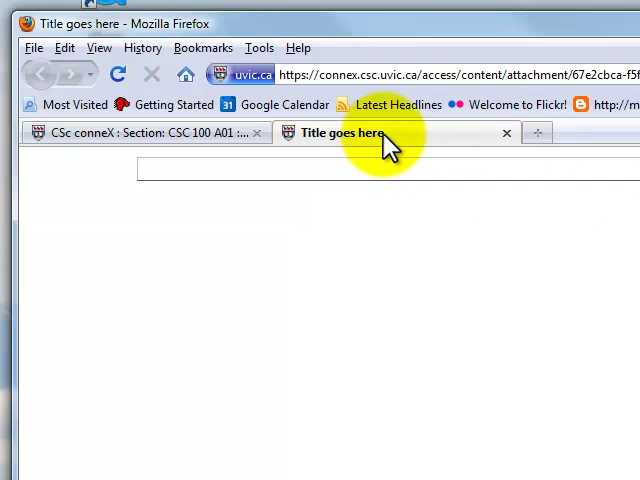 Title goes here - Mozilla Firefox
File Edit View History Bookmarks Tools Help
uvic.ca https://connex.csc.uvic.ca/access/content/attachment/67e2cbca-f5f
Most Visited Getting Started 31 Google Calendar Latest Headlines Welcome to Flickr! http://m
CSc conneX : Section: CSC 100 A01 :... Title goes here